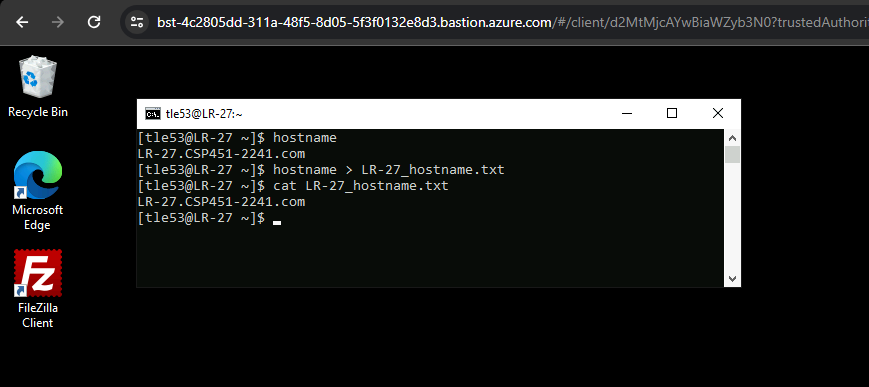 bst-4c2805dd-311a-48f5-8d05-5f3f0132e8d3.bastion.azure.com/#/client/d2MtMjcAYwBiaWZyb3N0?trustedAuthori
Recycle Bin
Microsoft
Edge
FileZilla
Client
tle53@LR-27:~
[tle53@LR-27 ~]$ hostname
LR-27.CSP451-2241.com
[tle53@LR-27 ~]$ hostname > LR-27_hostname.txt
[tle53@LR-27 ~]$ cat LR-27_hostname.txt
LR-27.CSP451-2241.com
[tle53@LR-27 ~]$